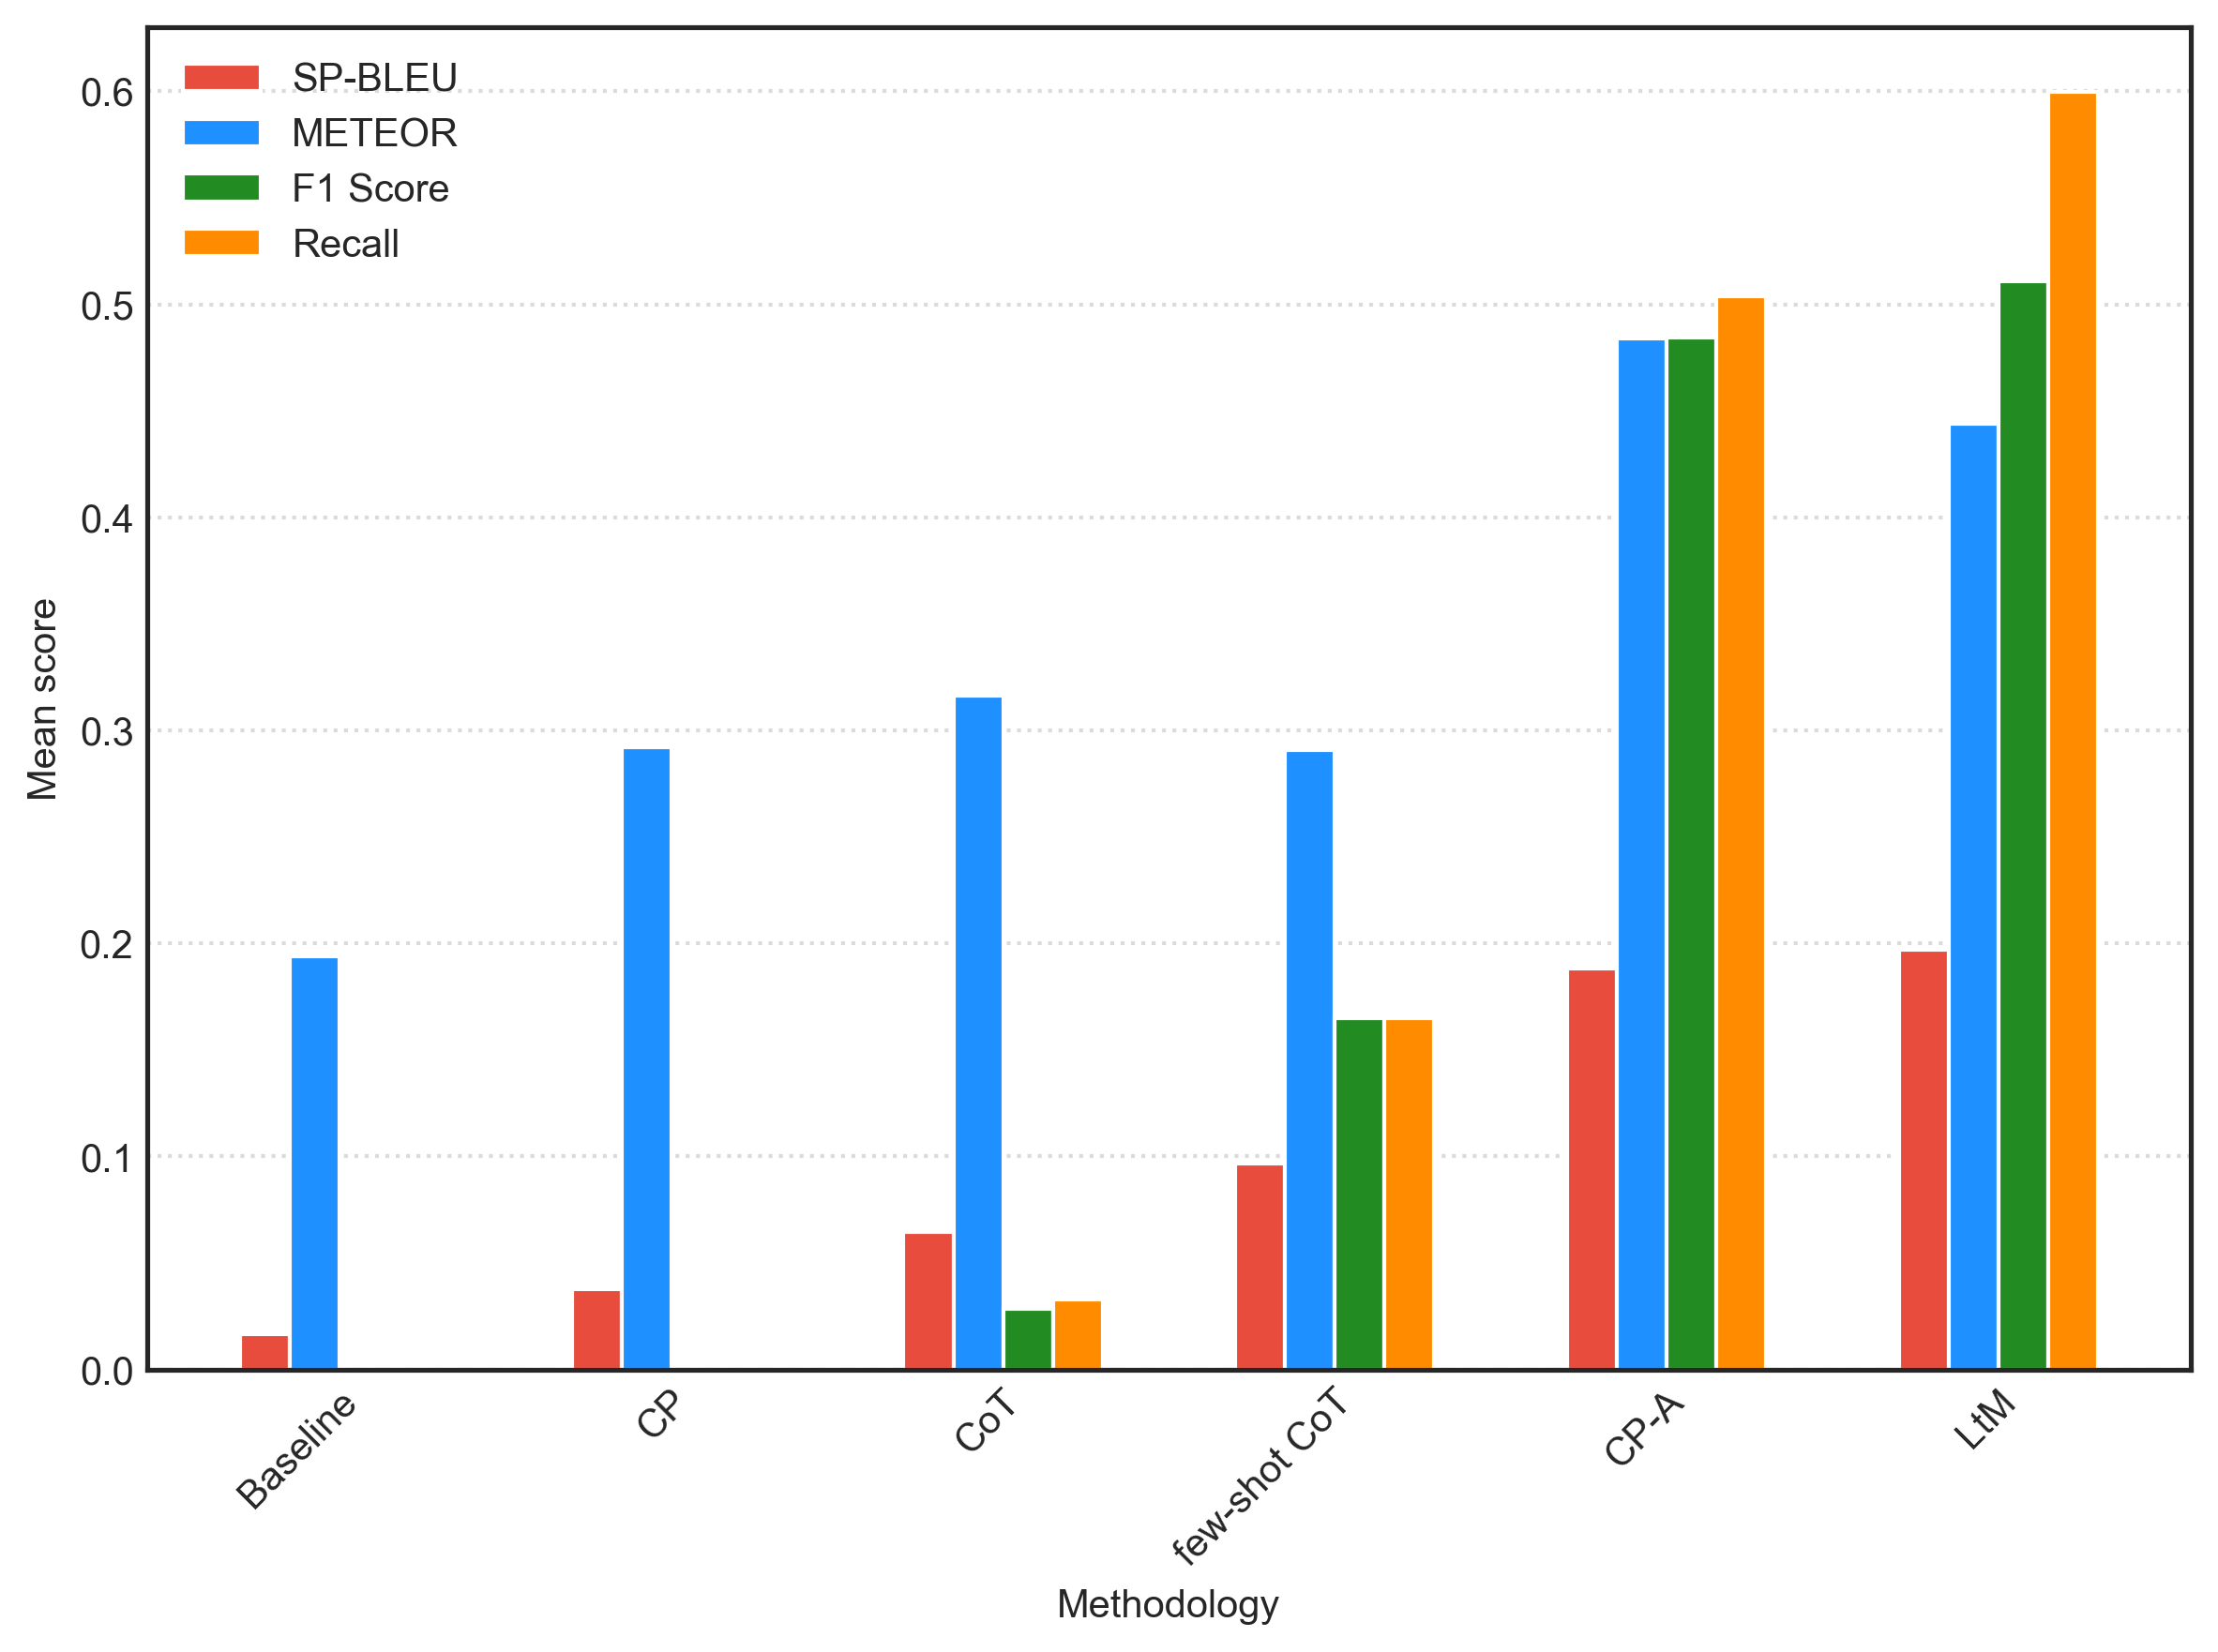 SP-BLEU
METEOR
F1 Score
Recall
0.6
0.5
0.4
0.3
0.2
0.1
0.0
Mean score
Baseline
CP
CoT
few-shot CoT
CP-A
LtM
Methodology